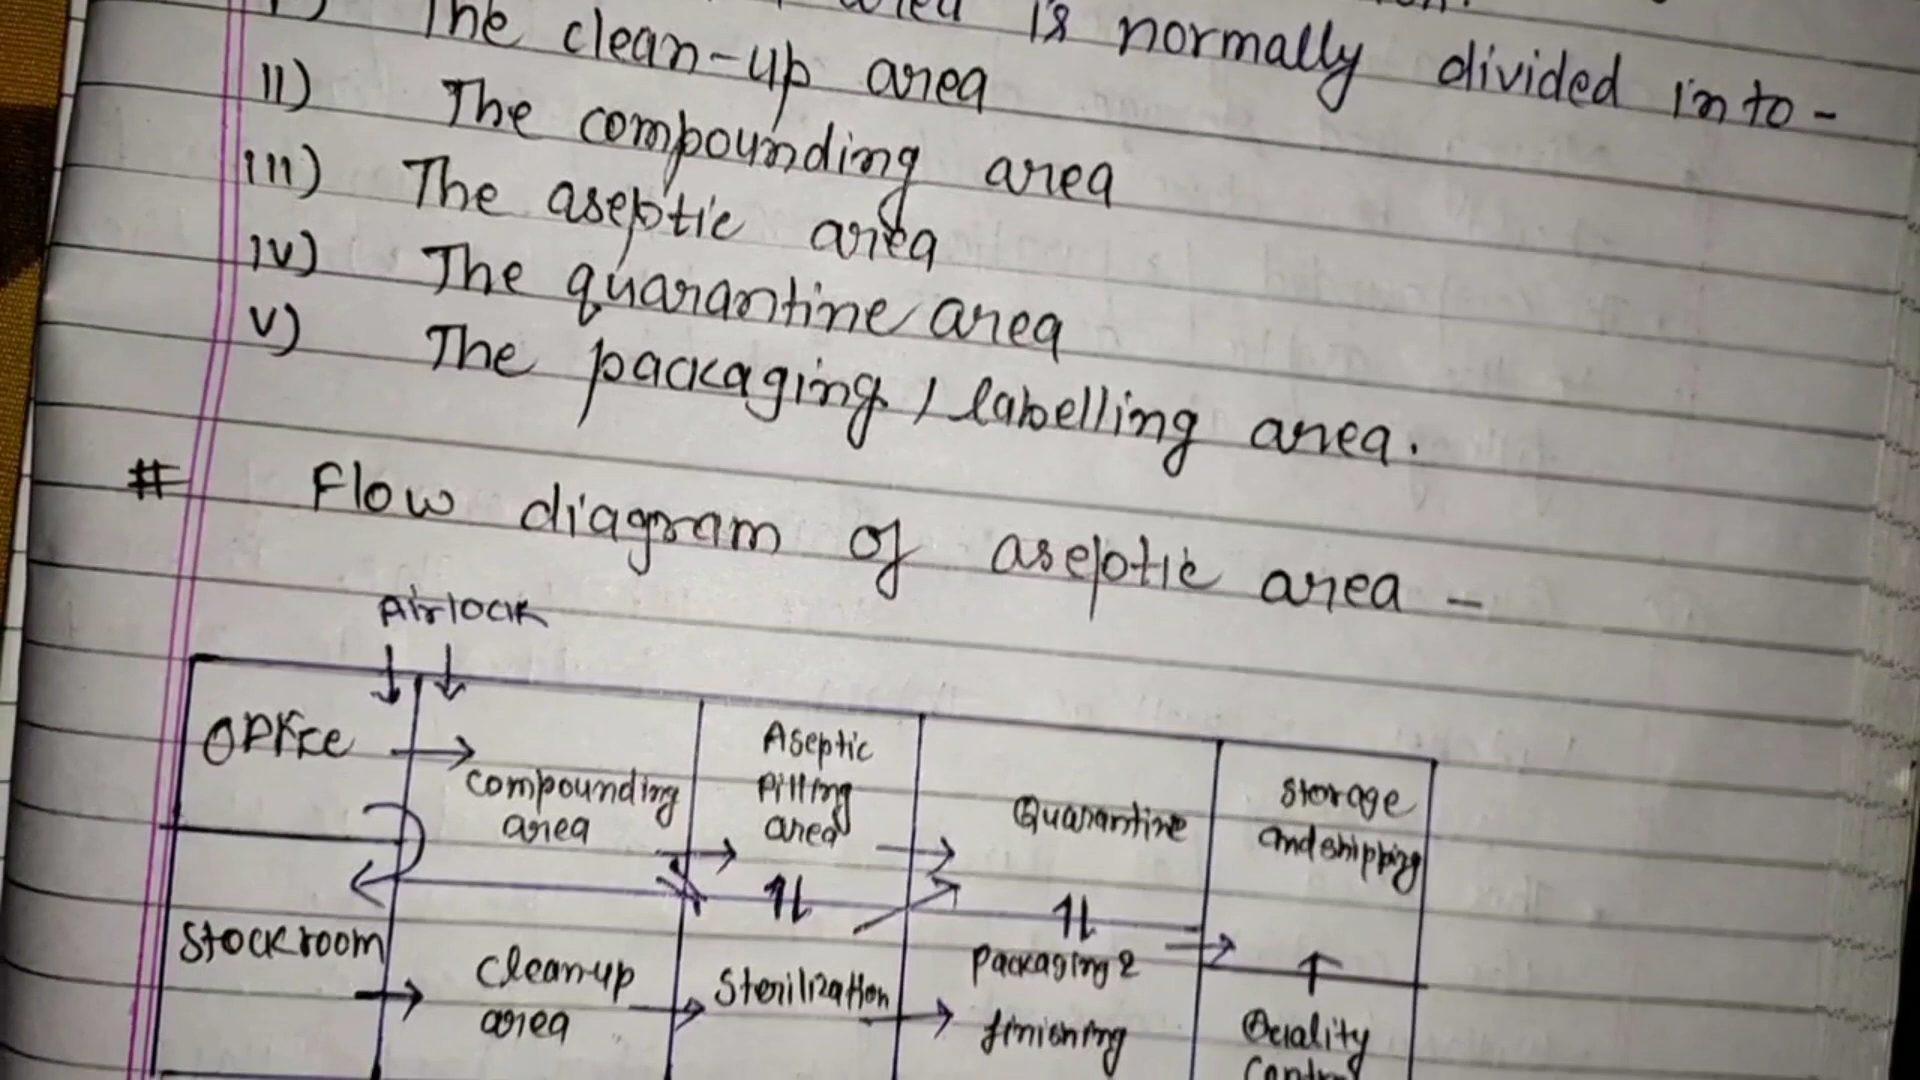 is normally divided into -
I) The clean-up area
II) The compounding area
III) The aseptic area
IV) The quarantine area
V) The packaging / labelling area.
# Flow diagram of aseptic area -
Airlock
Office
Compounding
area
Aseptic
filling
area
Quarantine
Storage
and shipping
Stock room
Clean up
area
Sterilization
Packaging &
finishing
Quality
Control